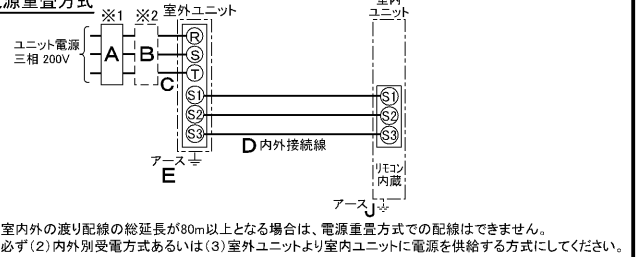 源重畳方式
※1 ※2 室外ユニット
室内
ユニット
ユニット電源
三相 200V
A
B
C
R
S
T
S1
S2
S3
S1
S2
S3
D 内外接続線
アース
E
リモコン
内蔵
アース
J
室内外の渡り配線の総延長が80m以上となる場合は、電源重畳方式での配線はできません。
必ず(2)内外別受電方式あるいは(3)室外ユニットより室内ユニットに電源を供給する方式にしてください。